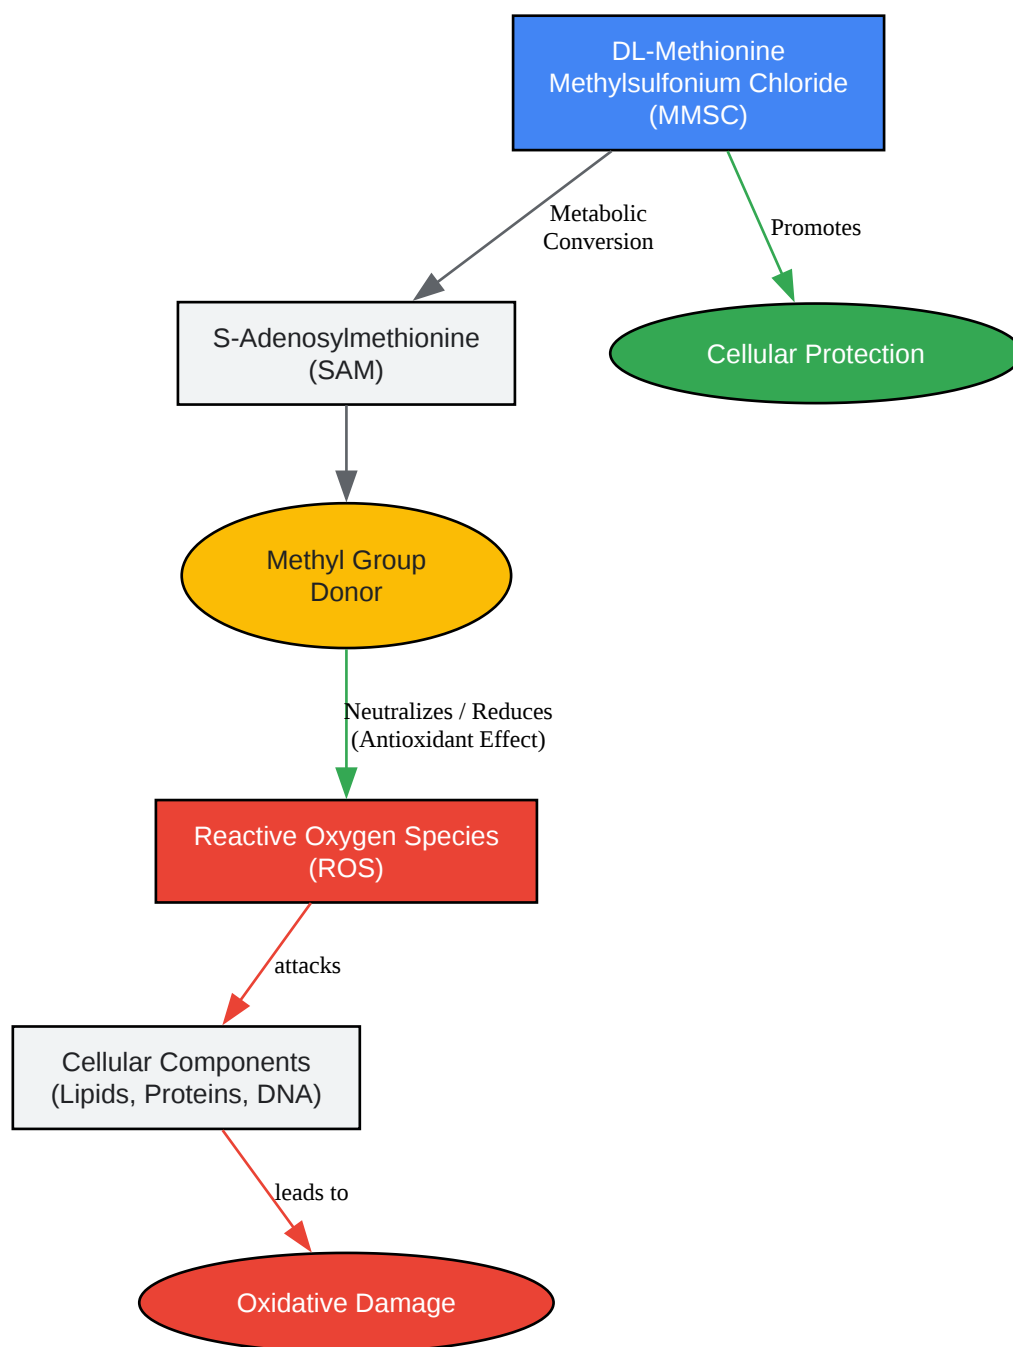 DL-Methionine
Methylsulfonium Chloride
(MMSC)
Metabolic
Conversion
Promotes
S-Adenosylmethionine
(SAM)
Cellular Protection
Methyl Group
Donor
Neutralizes / Reduces
(Antioxidant Effect)
Reactive Oxygen Species
(ROS)
attacks
Cellular Components
(Lipids, Proteins, DNA)
leads to
Oxidative Damage